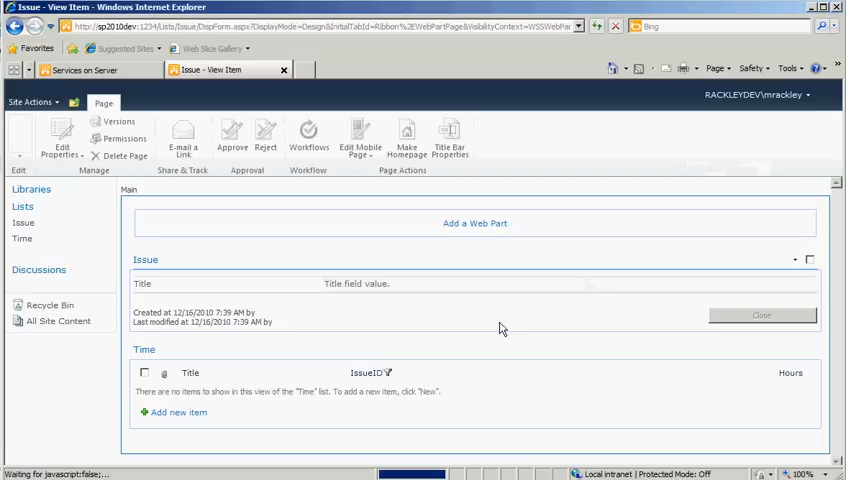 Issue - View Item - Windows Internet Explorer
http://sp2010dev:1234/Lists/Issue/DispForm.aspx?DisplayMode=Design&InitialTabId=Ribbon%2EWebPartPage&VisibilityContext=WSSWebPar
Bing
Favorites
Suggested Sites
Web Slice Gallery
Services on Server
Issue - View Item
Page
Safety
Tools
Site Actions
Page
RACKLEYDEV\mrackley
Edit Properties
Versions
Permissions
Delete Page
E-mail a Link
Approve
Reject
Workflows
Edit Mobile Page
Make Homepage
Title Bar Properties
Edit
Manage
Share & Track
Approval
Workflow
Page Actions
Libraries
Lists
Issue
Time
Discussions
Recycle Bin
All Site Content
Main
Add a Web Part
Issue
Title
Title field value.
Created at 12/16/2010 7:39 AM by
Last modified at 12/16/2010 7:39 AM by
Close
Time
Title
IssueID
Hours
There are no items to show in this view of the "Time" list. To add a new item, click "New".
Add new item
Waiting for javascript:false;...
Local intranet | Protected Mode: Off
100%